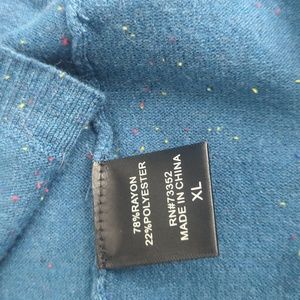 78%RAYON
22%POLYESTER
RN#73352
MADE IN CHINA
XL